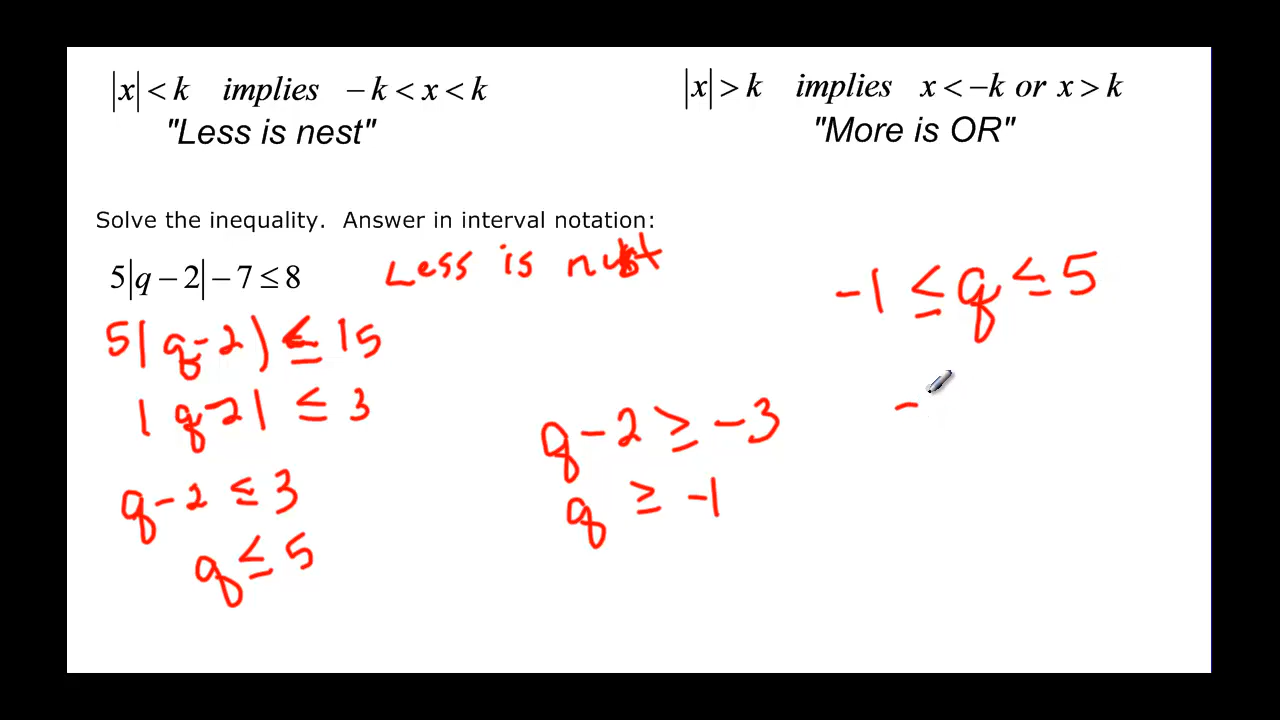 |x| < k implies −k < x < k
"Less is nest"
|x| > k implies x < −k or x > k
"More is OR"
Solve the inequality. Answer in interval notation:
5|q − 2| − 7 ≤ 8
Less is nest
5|q-2| ≤ 15
|q-2| ≤ 3
q-2 ≤ 3
q ≤ 5
q-2 ≥ -3
q ≥ -1
-1 ≤ q ≤ 5
-